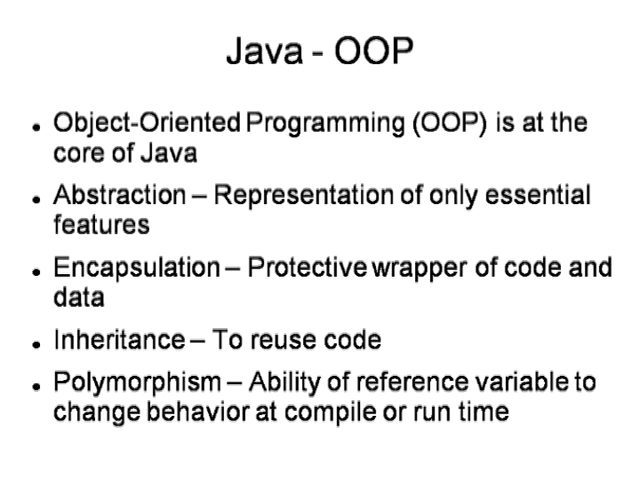 Java - OOP
• Object-Oriented Programming (OOP) is at the
core of Java
• Abstraction – Representation of only essential
features
• Encapsulation – Protective wrapper of code and
data
• Inheritance – To reuse code
• Polymorphism – Ability of reference variable to
change behavior at compile or run time